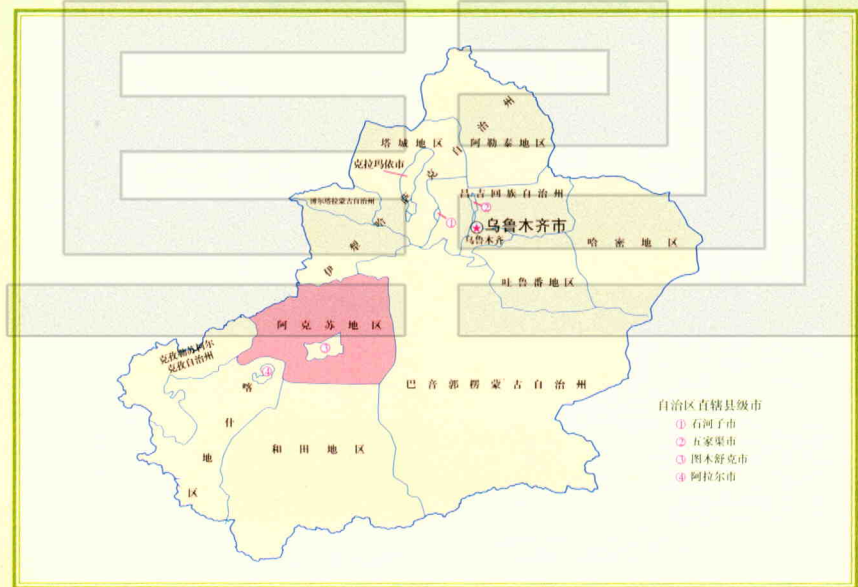 塔城地区
阿勒泰地区
克拉玛依市
博尔塔拉蒙古自治州
伊犁哈萨克自治州
昌吉回族自治州
①
②
乌鲁木齐市
乌鲁木齐
哈密地区
吐鲁番地区
阿克苏地区
③
克孜勒苏柯尔
克孜自治州
④
喀什地区
巴音郭楞蒙古自治州
和田地区
自治区直辖县级市
① 石河子市
② 五家渠市
③ 图木舒克市
④ 阿拉尔市